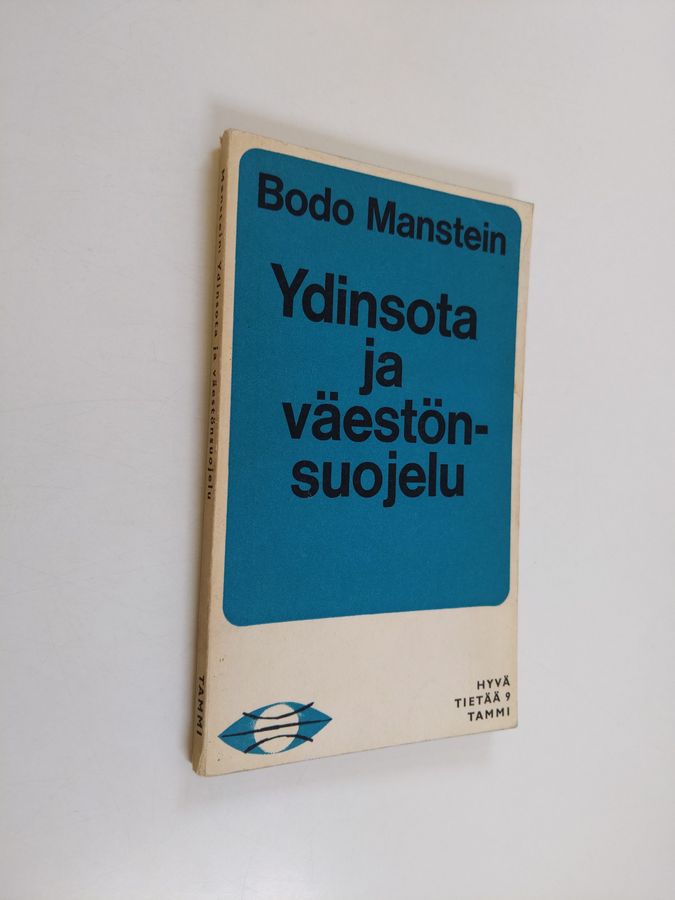 Bodo Manstein
Ydinsota
ja
väestön-
suojelu
HYVÄ
TIETÄÄ 9
TAMMI
Manstein: Ydinsota ja väestönsuojelu
TAMMI